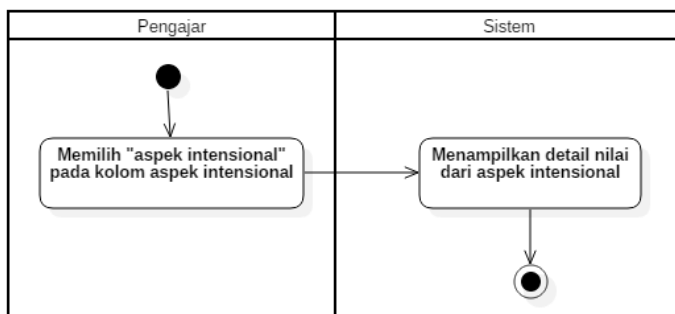 Pengajar
Sistem
Memilih "aspek intensional"
pada kolom aspek intensional
Menampilkan detail nilai
dari aspek intensional